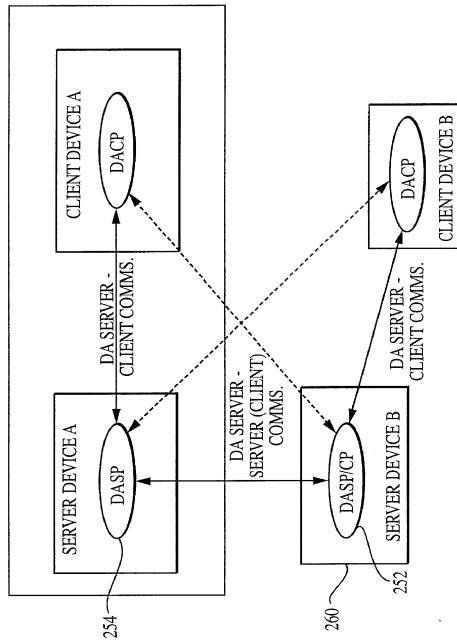 SERVER DEVICE A
DASP
254
DA SERVER -
CLIENT COMMS.
CLIENT DEVICE A
DACP
DA SERVER -
SERVER (CLIENT)
COMMS.
DASP/CP
SERVER DEVICE B
260
252
DA SERVER -
CLIENT COMMS.
DACP
CLIENT DEVICE B